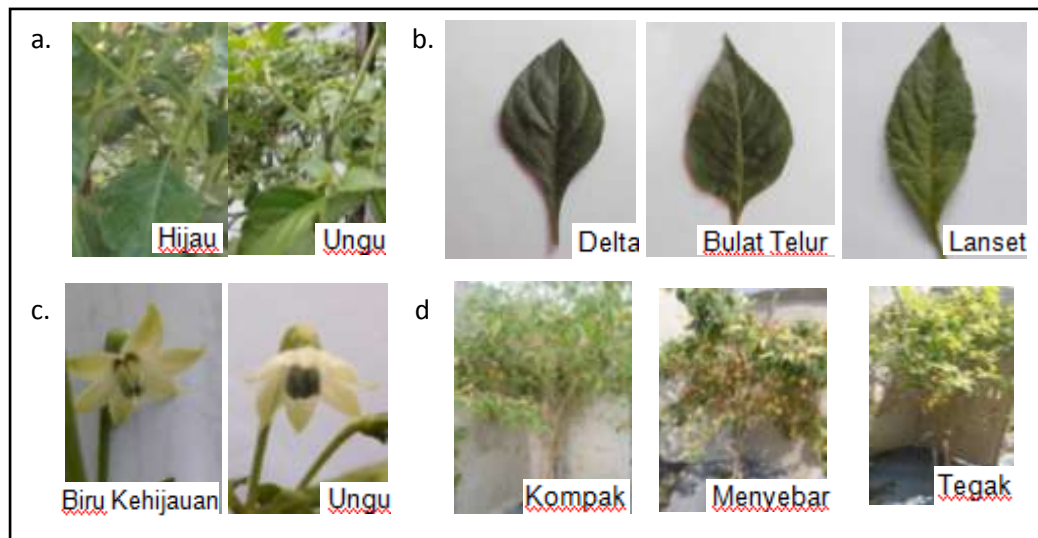 a.
Hijau
Ungu
b.
Delta
Bulat Telur
Lanset
c.
Biru Kehijauan
Ungu
d
Kompak
Menyebar
Tegak